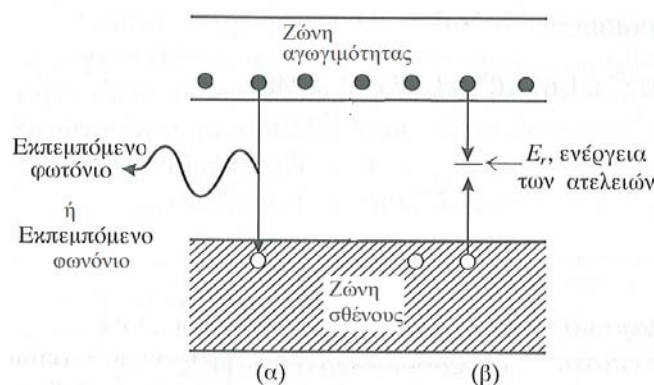 Ζώνη
αγωγιμότητας
Εκπεμπόμενο
φωτόνιο
ή
Εκπεμπόμενο
φωνόνιο
E_r, ενέργεια
των ατελειών
Ζώνη
σθένους
(α)
(β)